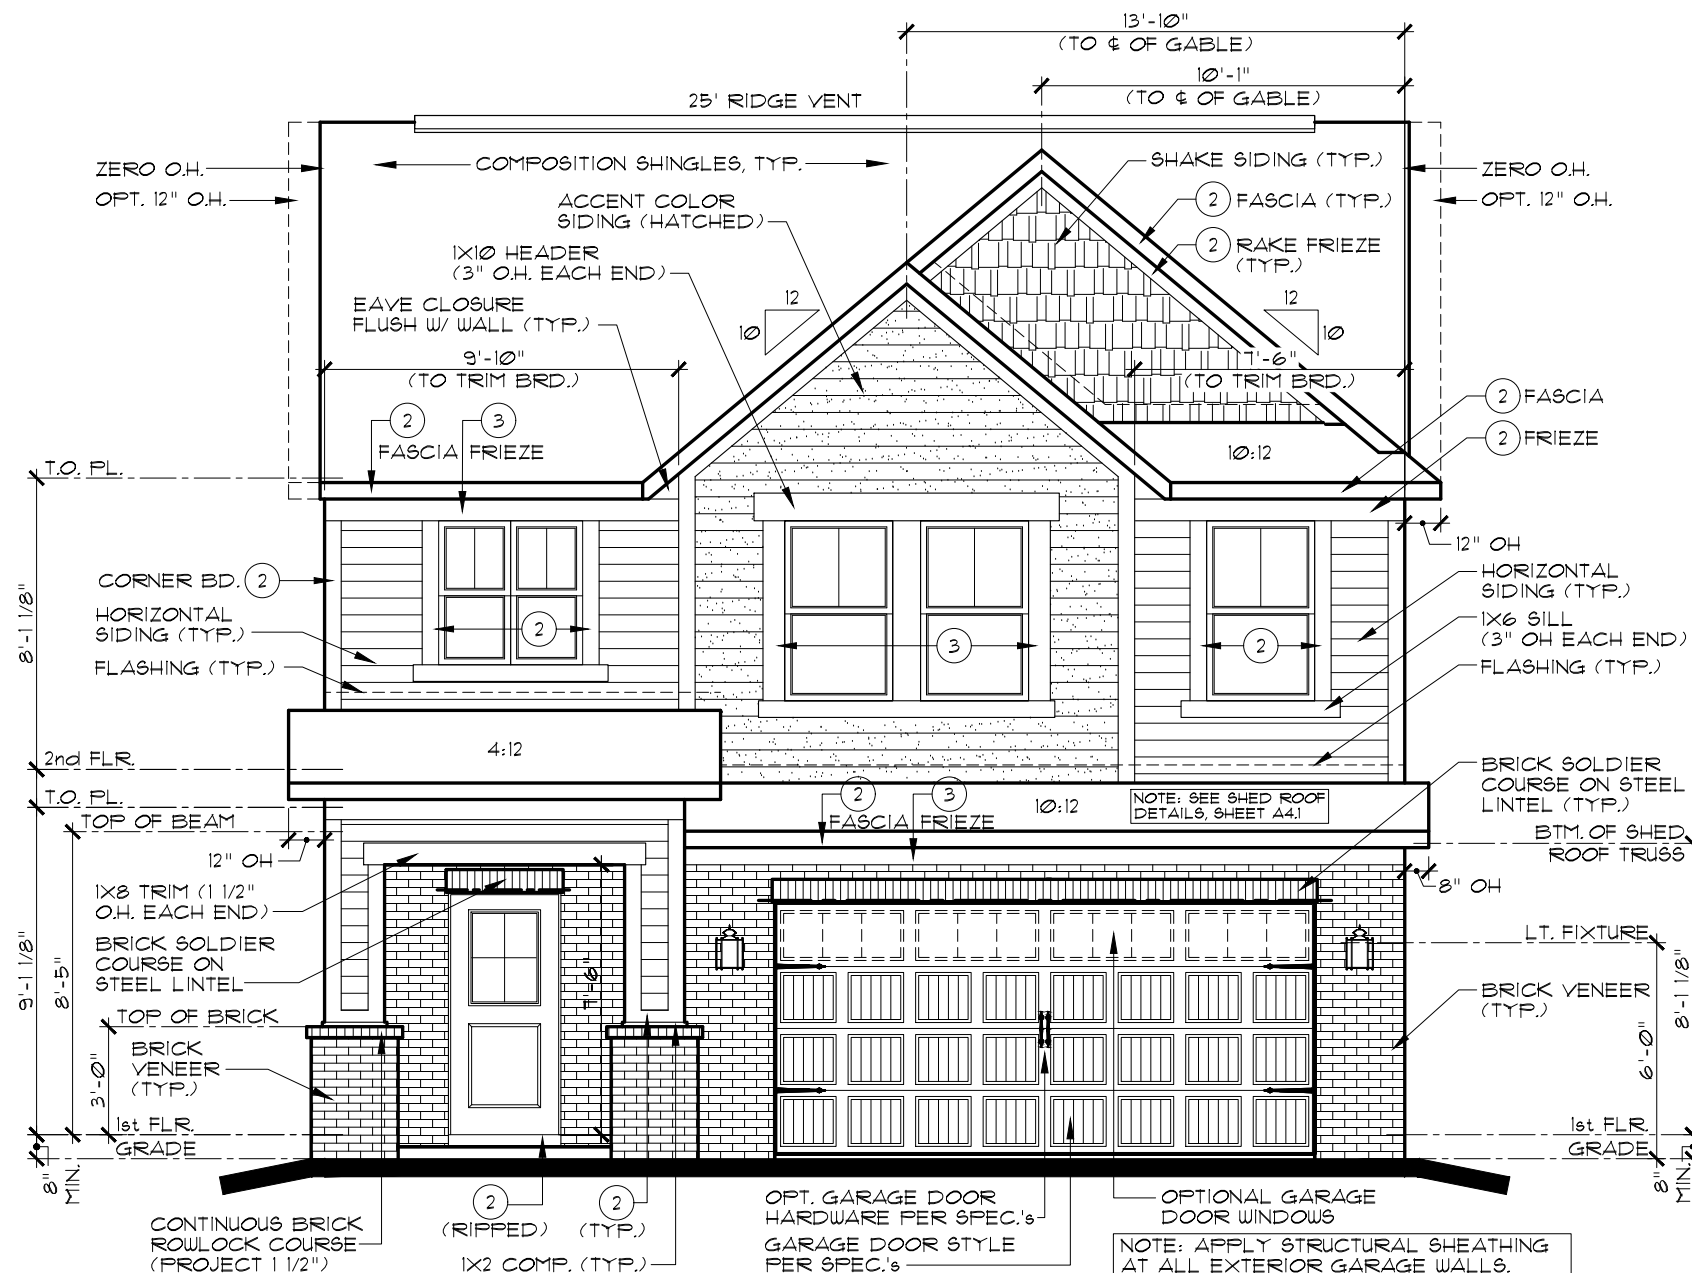 13'-10"
(TO ℄ OF GABLE)
10'-1"
(TO ℄ OF GABLE)
25' RIDGE VENT
ZERO O.H.
OPT. 12" O.H.
COMPOSITION SHINGLES, TYP.
SHAKE SIDING (TYP.)
ZERO O.H.
OPT. 12" O.H.
ACCENT COLOR
SIDING (HATCHED)
2 FASCIA (TYP.)
2 RAKE FRIEZE
(TYP.)
1X10 HEADER
(3" O.H. EACH END)
EAVE CLOSURE
FLUSH W/ WALL (TYP.)
12
10
12
10
9'-10"
(TO TRIM BRD.)
7'-6"
(TO TRIM BRD.)
2
FASCIA
3
FRIEZE
2 FASCIA
2 FRIEZE
10:12
T.O. PL.
8'-1 1/8"
12" OH
CORNER BD. 2
HORIZONTAL
SIDING (TYP.)
FLASHING (TYP.)
2
3
2
HORIZONTAL
SIDING (TYP.)
1X6 SILL
(3" OH EACH END)
FLASHING (TYP.)
4:12
2nd FLR.
T.O. PL.
TOP OF BEAM
12" OH
2
FASCIA
3
FRIEZE
10:12
NOTE: SEE SHED ROOF
DETAILS, SHEET A4.1
BRICK SOLDIER
COURSE ON STEEL
LINTEL (TYP.)
BTM. OF SHED
ROOF TRUSS
8" OH
1X8 TRIM (1 1/2"
O.H. EACH END)
BRICK SOLDIER
COURSE ON
STEEL LINTEL
9'-1 1/8"
8'-5"
7'-6"
LT. FIXTURE
BRICK VENEER
(TYP.)
8'-1 1/8"
6'-0"
TOP OF BRICK
BRICK
VENEER
(TYP.)
3'-0"
1st FLR.
GRADE
8"
MIN.
1st FLR.
GRADE
8"
MIN.
CONTINUOUS BRICK
ROWLOCK COURSE
(PROJECT 1 1/2")
2
(RIPPED)
2
(TYP.)
1X2 COMP. (TYP.)
OPT. GARAGE DOOR
HARDWARE PER SPEC.'s
GARAGE DOOR STYLE
PER SPEC.'s
OPTIONAL GARAGE
DOOR WINDOWS
NOTE: APPLY STRUCTURAL SHEATHING
AT ALL EXTERIOR GARAGE WALLS.